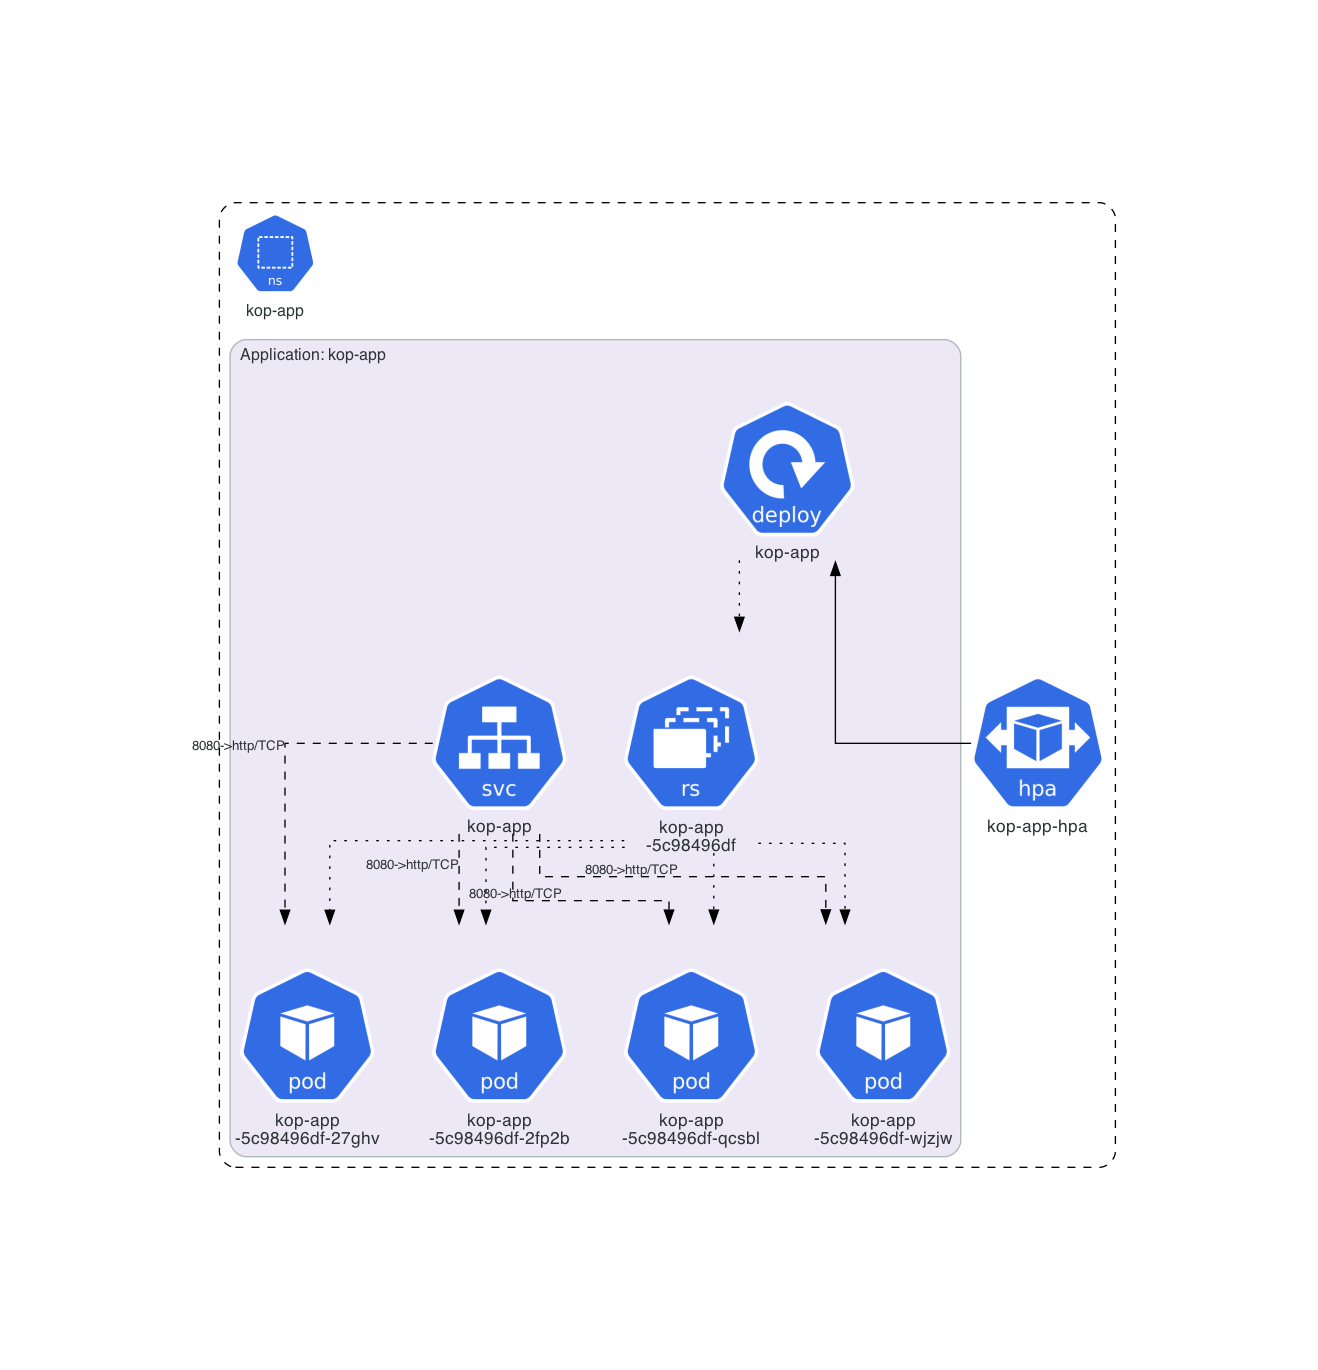 ns
kop-app
Application: kop-app
deploy
kop-app
svc
kop-app
rs
kop-app
-5c98496df
hpa
kop-app-hpa
8080->http/TCP
8080->http/TCP
8080->http/TCP
8080->http/TCP
pod
kop-app
-5c98496df-27ghv
pod
kop-app
-5c98496df-2fp2b
pod
kop-app
-5c98496df-qcsbl
pod
kop-app
-5c98496df-wjzjw